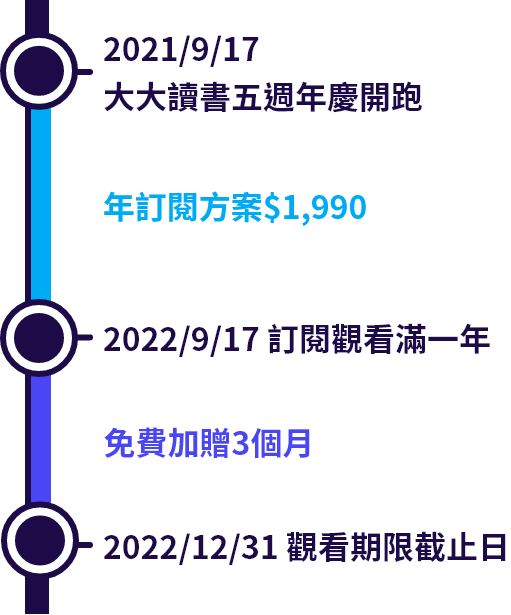 2021/9/17
大大讀書五週年慶開跑
年訂閱方案$1,990
2022/9/17 訂閱觀看滿一年
免費加贈3個月
2022/12/31 觀看期限截止日